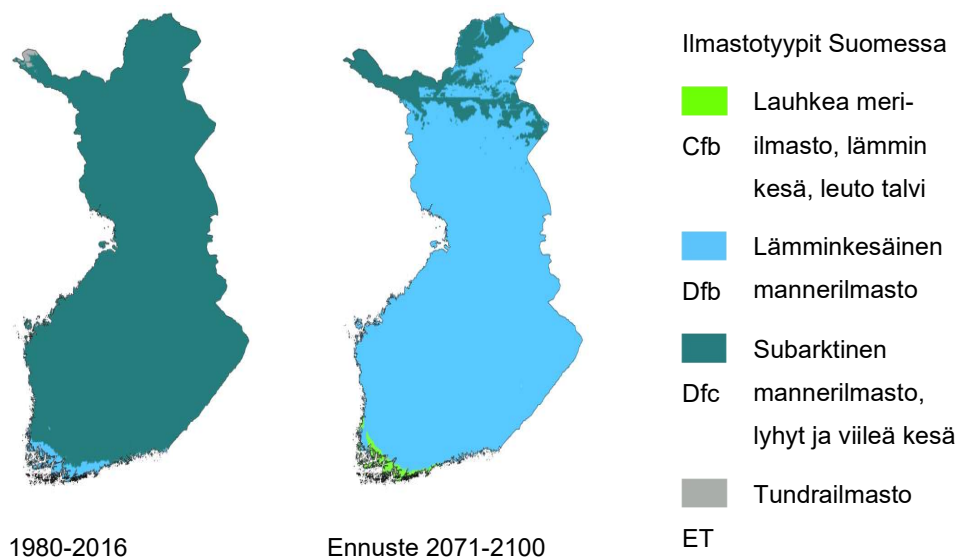 Ilmastotyypit Suomessa
Lauhkea meri-
Cfb ilmasto, lämmin
kesä, leuto talvi
Lämminkesäinen
Dfb mannerilmasto
Subarktinen
Dfc mannerilmasto,
lyhyt ja viileä kesä
Tundrailmasto
ET
1980-2016
Ennuste 2071-2100